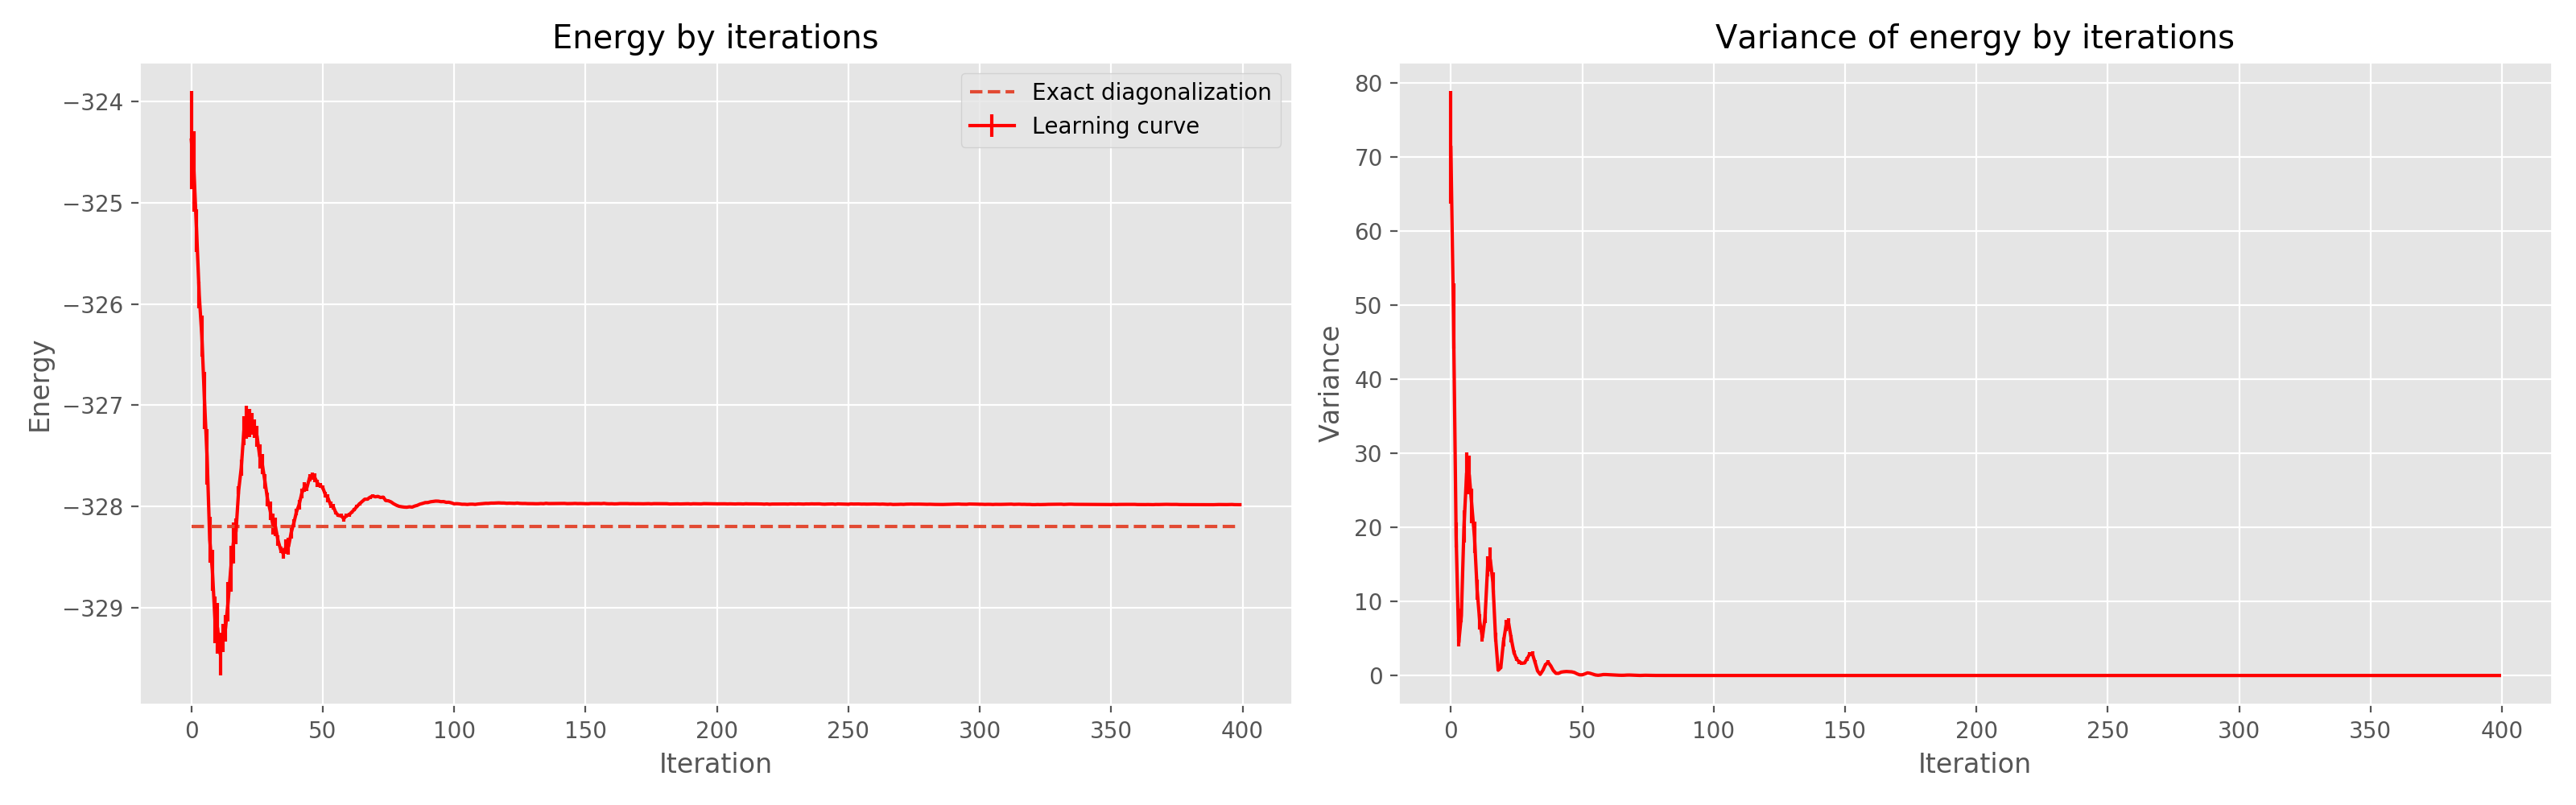 Energy by iterations
Exact diagonalization
Learning curve
−324
−325
−326
−327
−328
−329
Energy
0 50 100 150 200 250 300 350 400
Iteration
Variance of energy by iterations
80
70
60
50
40
30
20
10
0
Variance
0 50 100 150 200 250 300 350 400
Iteration